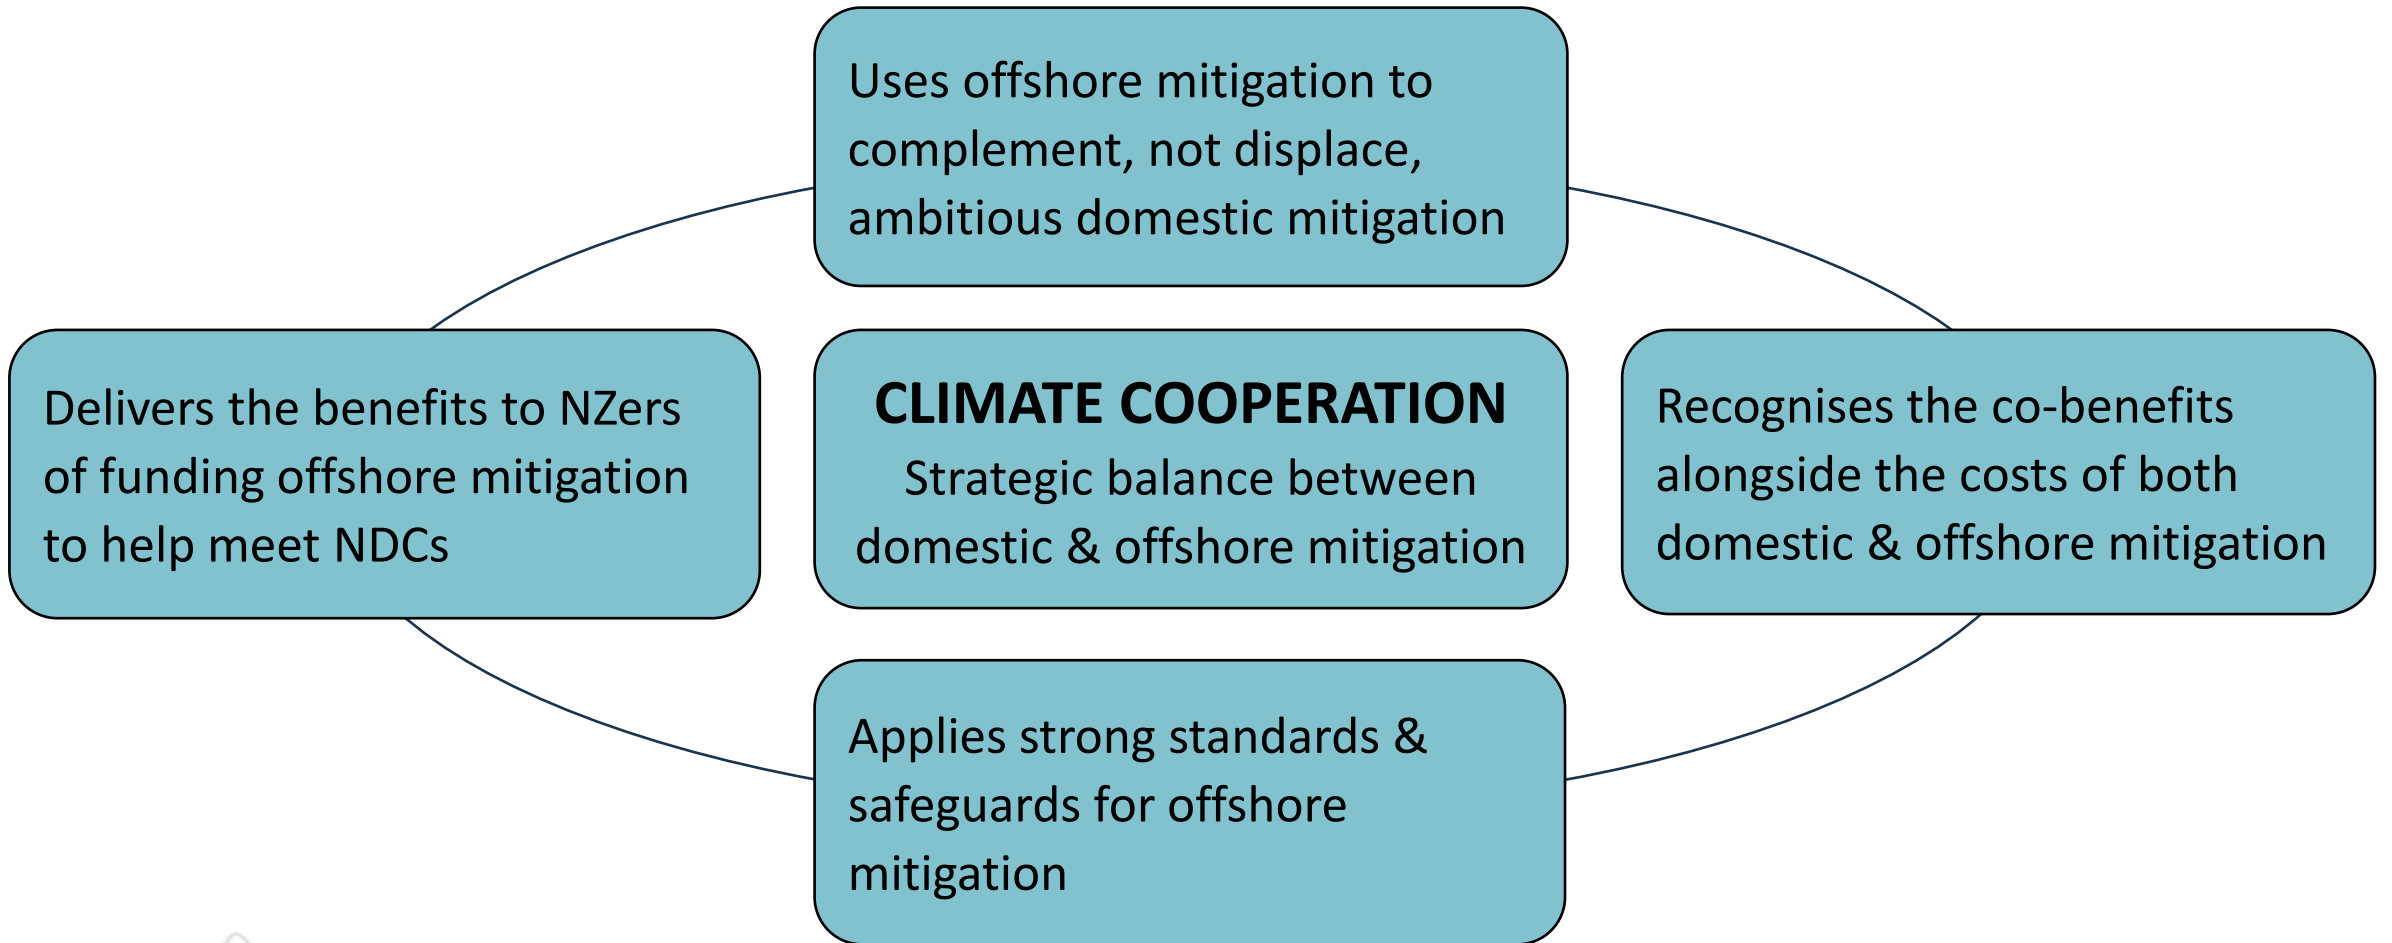 Uses offshore mitigation to
complement, not displace,
ambitious domestic mitigation
Delivers the benefits to NZers
of funding offshore mitigation
to help meet NDCs
CLIMATE COOPERATION
Strategic balance between
domestic & offshore mitigation
Recognises the co-benefits
alongside the costs of both
domestic & offshore mitigation
Applies strong standards &
safeguards for offshore
mitigation